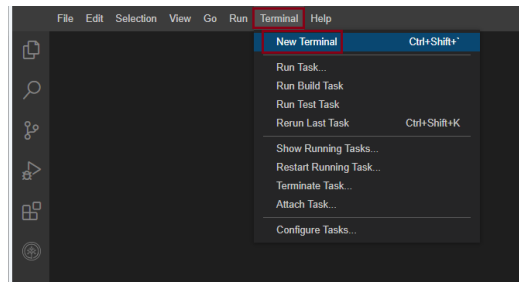 File Edit Selection View Go Run Terminal Help
New Terminal Ctrl+Shift+`
Run Task...
Run Build Task
Run Test Task
Rerun Last Task Ctrl+Shift+K
Show Running Tasks...
Restart Running Task...
Terminate Task...
Attach Task...
Configure Tasks...